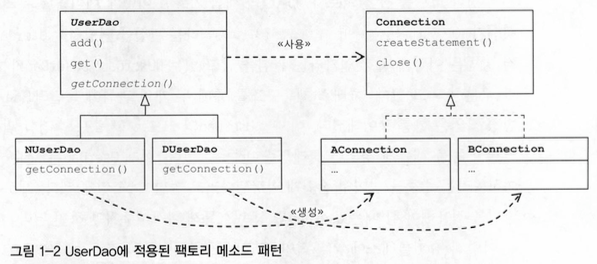 UserDao
add()
get()
getConnection()
«사용»
Connection
createStatement()
close()
NUserDao
getConnection()
DUserDao
getConnection()
AConnection
...
BConnection
...
«생성»
그림 1-2 UserDao에 적용된 팩토리 메소드 패턴